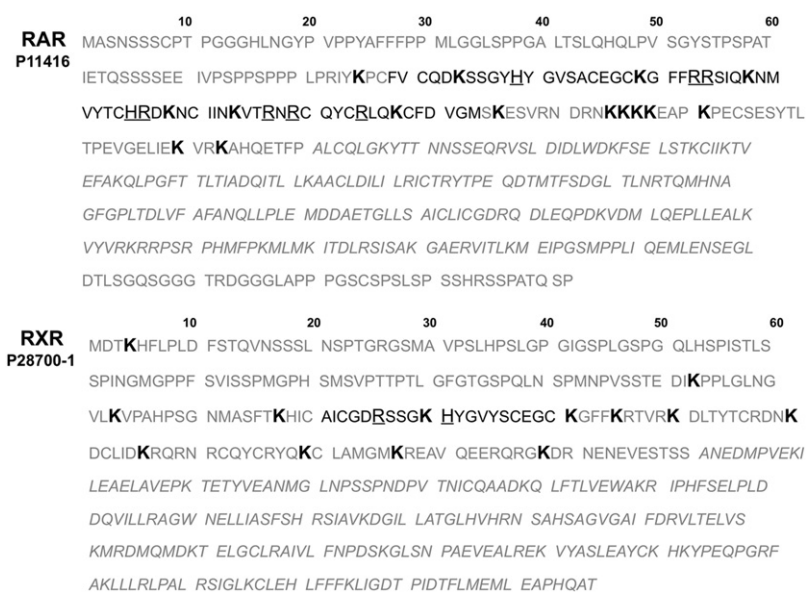 10 20 30 40 50 60
RAR MASNSSSCPT PGGGHLNGYP VPPYAFFFPP MLGGLSPPGA LTSLQHQLPV SGYSTPSPAT
P11416
IETQSSSSEE IVPSPPSPPP LPRIYKPCFV CQDKSSGYHY GVSACEGCKG FFRRSIQKNM
VYTCHRDKNC IINKVTRNRC QYCRLQKCFD VGMSKESVRN DRNKKKKEAP KPECSESYTL
TPEVGELIEK VRKAHQETFP ALCQLGKYTT NNSSEQRVSL DIDLWDKFSE LSTKCIIKTV
EFAKQLPGFT TLTIADQITL LKAACLDILI LRICTRYTPE QDTMTFSDGL TLNRTQMHNA
GFGPLTDLVF AFANQLLPLE MDDAETGLLS AICLICGDRQ DLEQPDKVDM LQEPLLEALK
VYVRKRRPSR PHMFPKMLMK ITDLRSISAK GAERVITLKM EIPGSMPPLI QEMLENSEGL
DTLSGQSGGG TRDGGGLAPP PGSCSPSLSP SSHRSSPATQ SP
10 20 30 40 50 60
RXR MDTKHFLPLD FSTQVNSSSL NSPTGRGSMA VPSLHPSLGP GIGSPLGSPG QLHSPISTLS
P28700-1
SPINGMGPPF SVISSPMGPH SMSVPTTPTL GFGTGSPQLN SPMNPVSSTE DIKPPLGLNG
VLKVPAHPSG NMASFTKHIC AICGDRSSGK HYGVYSCEGC KGFFKRTVRK DLTYTCRDNK
DCLIDKRQRN RCQYCRYQKC LAMGMKREAV QEERQRGKDR NENEVESTSS ANEDMPVEKI
LEAELAVEPK TETYVEANMG LNPSSPNDPV TNICQAADKQ LFTLVEWAKR IPHFSELPLD
DQVILLRAGW NELLIASFSH RSIAVKDGIL LATGLHVHRN SAHSAGVGAI FDRVLTELVS
KMRDMQMDKT ELGCLRAIVL FNPDSKGLSN PAEVEALREK VYASLEAYCK HKYPEQPGRF
AKLLLRLPAL RSIGLKCLEH LFFFKLIGDT PIDTFLMEML EAPHQAT